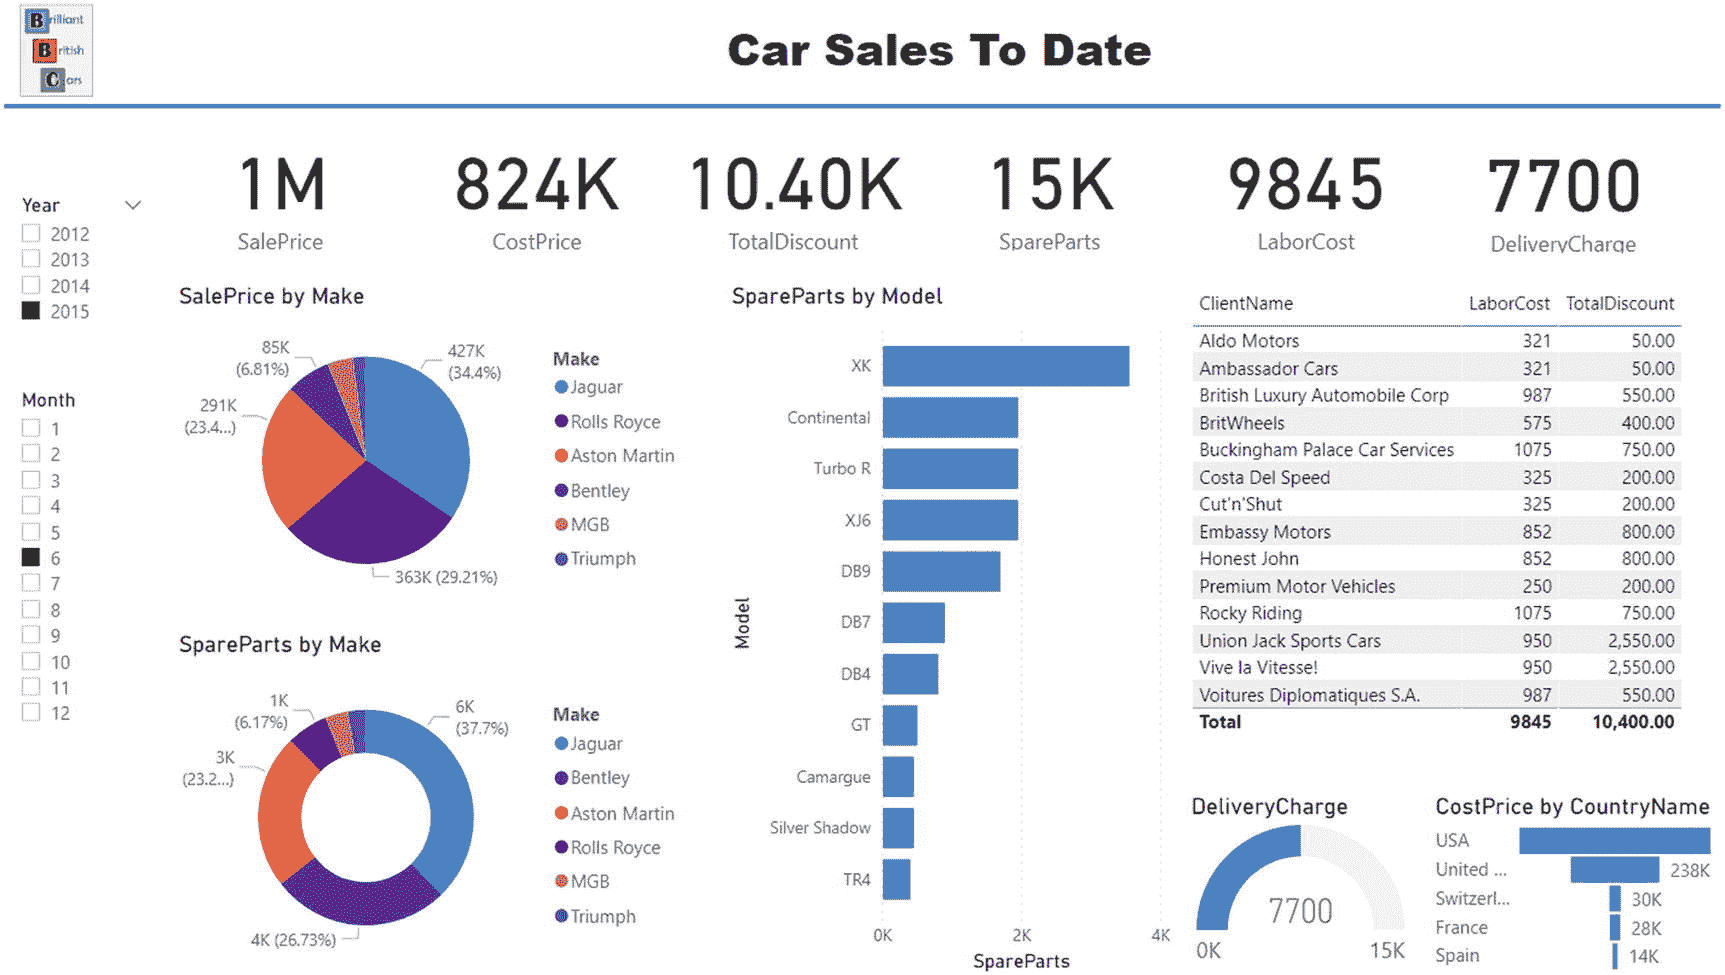 Brilliant
British
Cars
Car Sales To Date
1M
SalePrice
824K
CostPrice
10.40K
TotalDiscount
15K
SpareParts
9845
LaborCost
7700
DeliveryCharge
Year
2012
2013
2014
2015
Month
1
2
3
4
5
6
7
8
9
10
11
12
SalePrice by Make
427K
(34.4%)
363K (29.21%)
291K
(23.4...)
85K
(6.81%)
Make
Jaguar
Rolls Royce
Aston Martin
Bentley
MGB
Triumph
SpareParts by Make
6K
(37.7%)
4K (26.73%)
3K
(23.2...)
1K
(6.17%)
Make
Jaguar
Bentley
Aston Martin
Rolls Royce
MGB
Triumph
SpareParts by Model
Model
XK
Continental
Turbo R
XJ6
DB9
DB7
DB4
GT
Camargue
Silver Shadow
TR4
0K 2K 4K
SpareParts
ClientName LaborCost TotalDiscount
Aldo Motors 321 50.00
Ambassador Cars 321 50.00
British Luxury Automobile Corp 987 550.00
BritWheels 575 400.00
Buckingham Palace Car Services 1075 750.00
Costa Del Speed 325 200.00
Cut'n'Shut 325 200.00
Embassy Motors 852 800.00
Honest John 852 800.00
Premium Motor Vehicles 250 200.00
Rocky Riding 1075 750.00
Union Jack Sports Cars 950 2,550.00
Vive la Vitesse! 950 2,550.00
Voitures Diplomatiques S.A. 987 550.00
Total 9845 10,400.00
DeliveryCharge
7700
0K 15K
CostPrice by CountryName
USA
United ... 238K
Switzerl... 30K
France 28K
Spain 14K